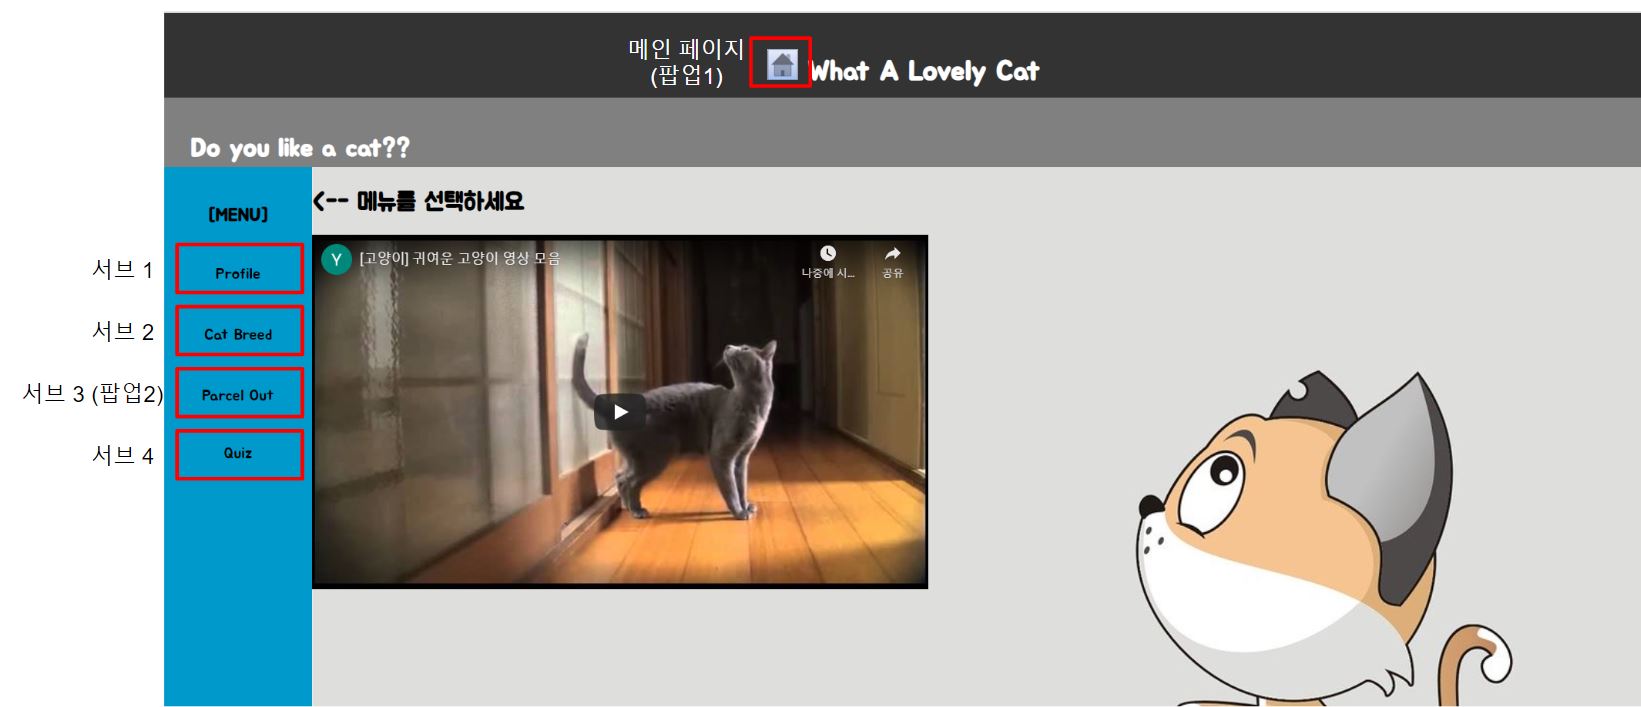 메인 페이지
(팝업1)
What A Lovely Cat
Do you like a cat??
[MENU]
<-- 메뉴를 선택하세요
서브 1
Profile
서브 2
Cat Breed
서브 3 (팝업2)
Parcel Out
서브 4
Quiz
Y
[고양이] 귀여운 고양이 영상 모음
나중에 시...
공유